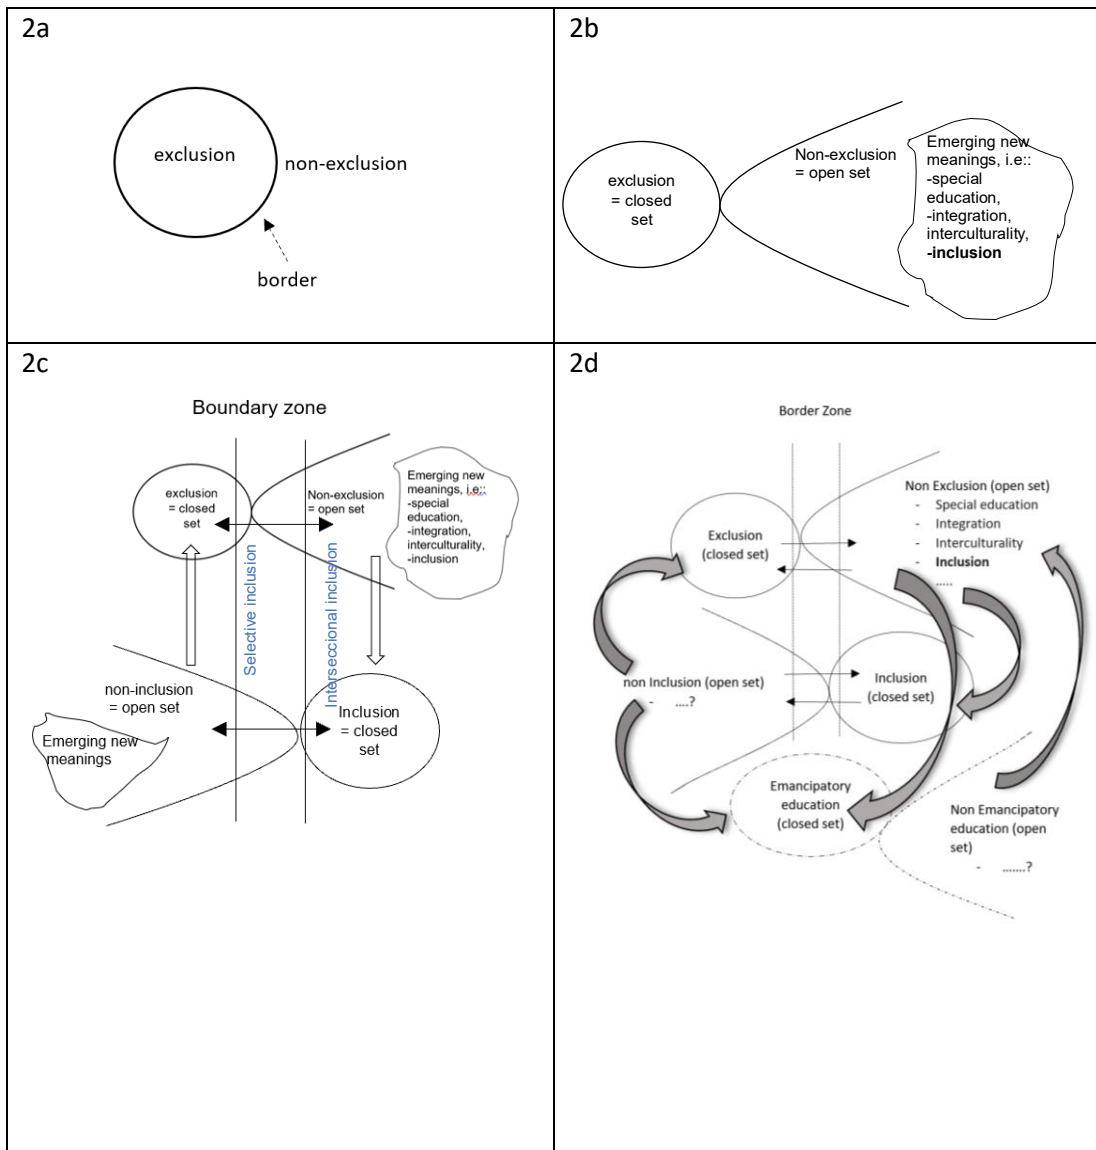 2a
exclusion
non-exclusion
border
2b
exclusion
= closed
set
Non-exclusion
= open set
Emerging new
meanings, i.e::
-special
education,
-integration,
interculturality,
-inclusion
2c
Boundary zone
exclusion
= closed
set
Non-exclusion
= open set
Emerging new
meanings, i.e::
-special
education,
-integration,
interculturality,
-inclusion
Selective inclusion
Interseccional inclusion
non-inclusion
= open set
Emerging new
meanings
Inclusion
= closed
set
2d
Border Zone
Exclusion
(closed set)
Non Exclusion (open set)
- Special education
- Integration
- Interculturality
- Inclusion
.....
non Inclusion (open set)
- ....?
Inclusion
(closed set)
Emancipatory
education
(closed set)
Non Emancipatory
education (open
set)
- .......?